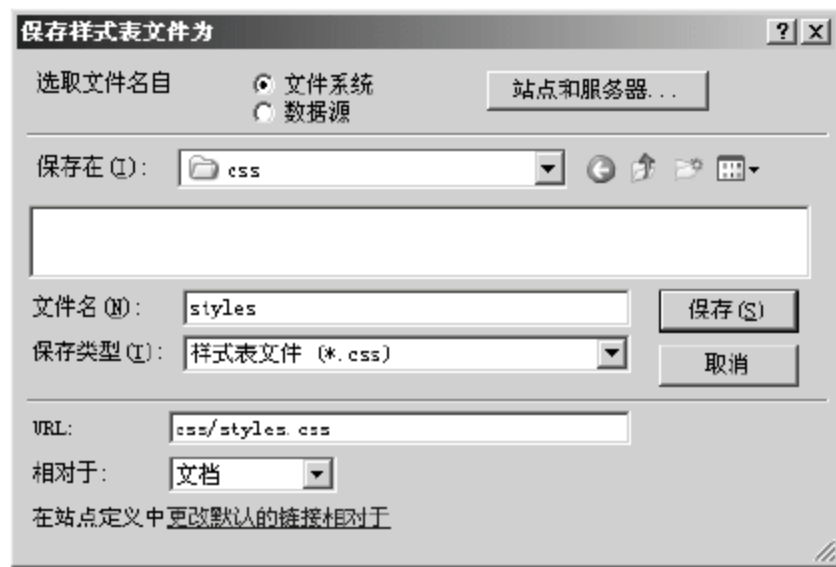 保存样式表文件为
选取文件名自 文件系统 站点和服务器...
数据源
保存在(I): css
文件名(N): styles 保存(S)
保存类型(T): 样式表文件 (*.css) 取消
URL: css/styles.css
相对于: 文档
在站点定义中更改默认的链接相对于